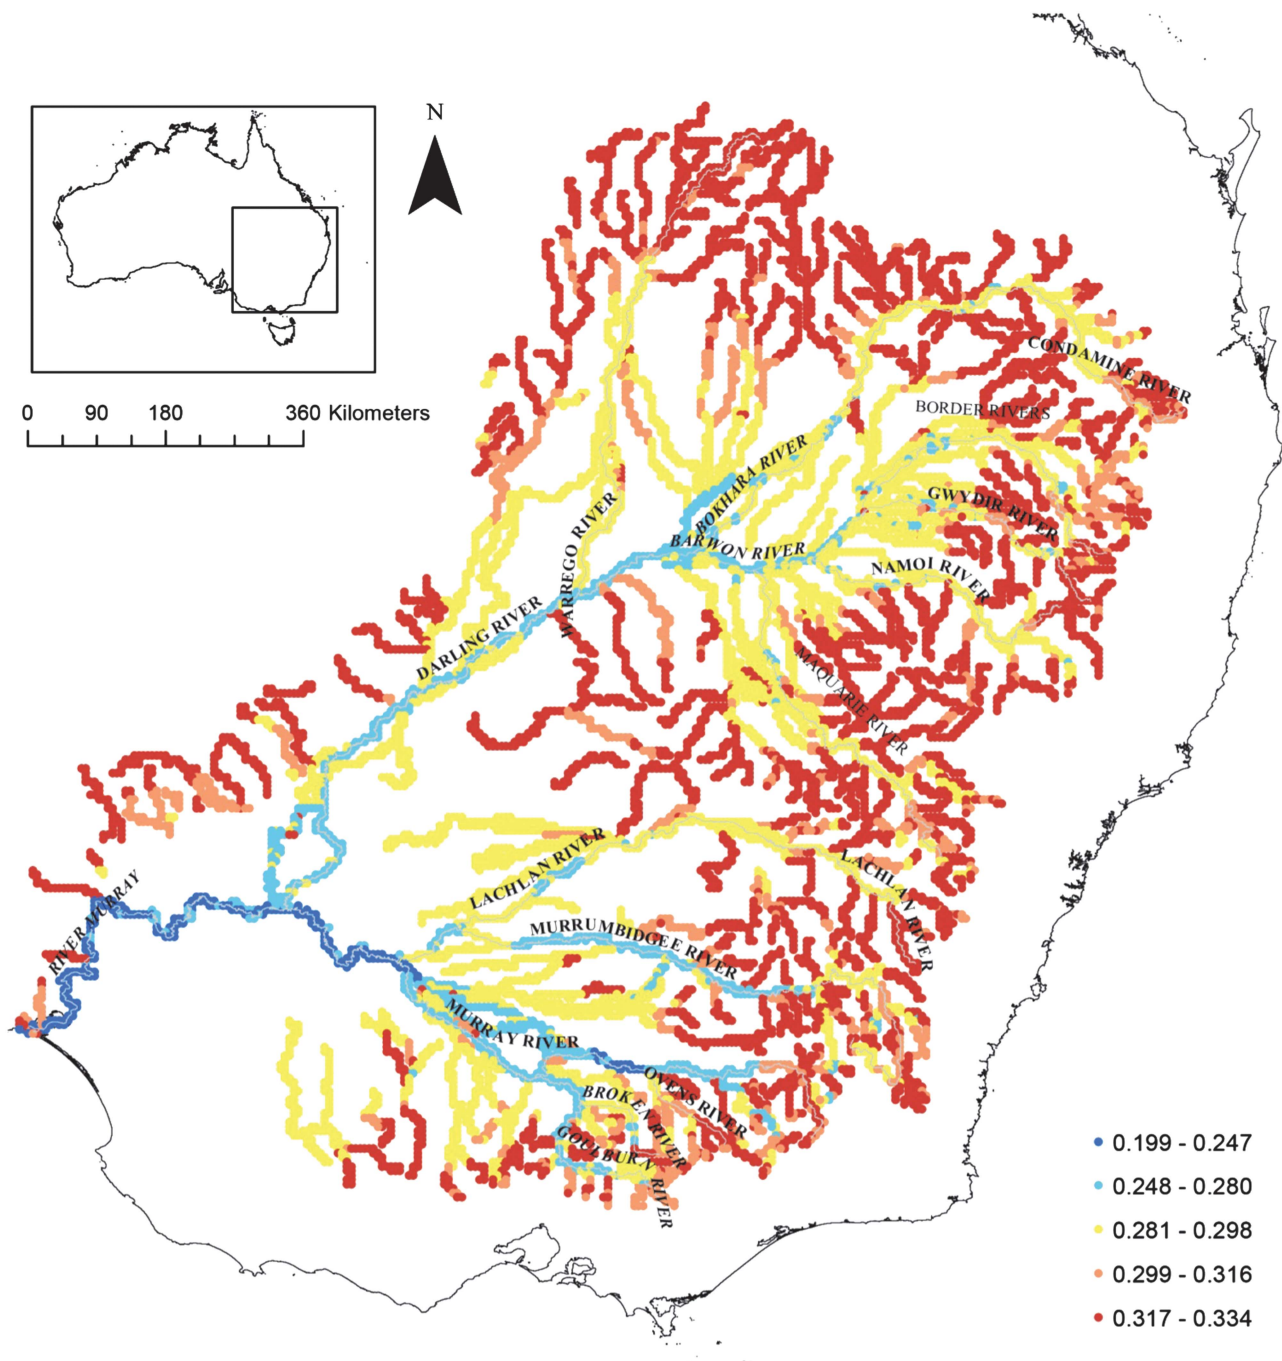 N
0 90 180 360 Kilometers
CONDAMINE RIVER
BORDER RIVERS
BOKHARA RIVER
GWYDIR RIVER
BARWON RIVER
WARREGO RIVER
NAMOI RIVER
DARLING RIVER
MAQUARIE RIVER
LACHLAN RIVER
LACHLAN RIVER
RIVER MURRAY
MURRUMBIDGEE RIVER
MURRAY RIVER
OVENS RIVER
BROKEN RIVER
GOULBURN RIVER
0.199 - 0.247
0.248 - 0.280
0.281 - 0.298
0.299 - 0.316
0.317 - 0.334